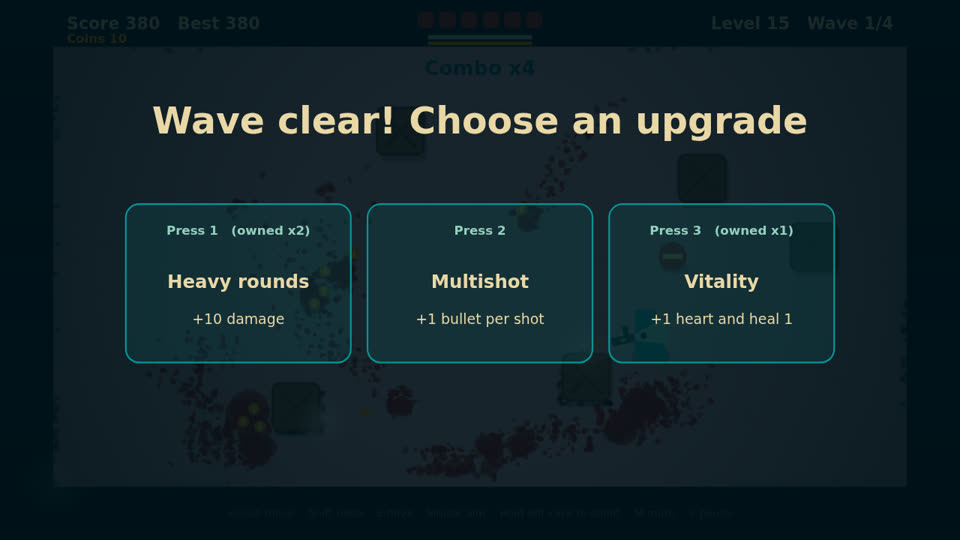 Score 380 Best 380
Level 15 Wave 1/4
Coins 10
Combo x4
Wave clear! Choose an upgrade
Press 1 (owned x2)
Heavy rounds
+10 damage
Press 2
Multishot
+1 bullet per shot
Press 3 (owned x1)
Vitality
+1 heart and heal 1